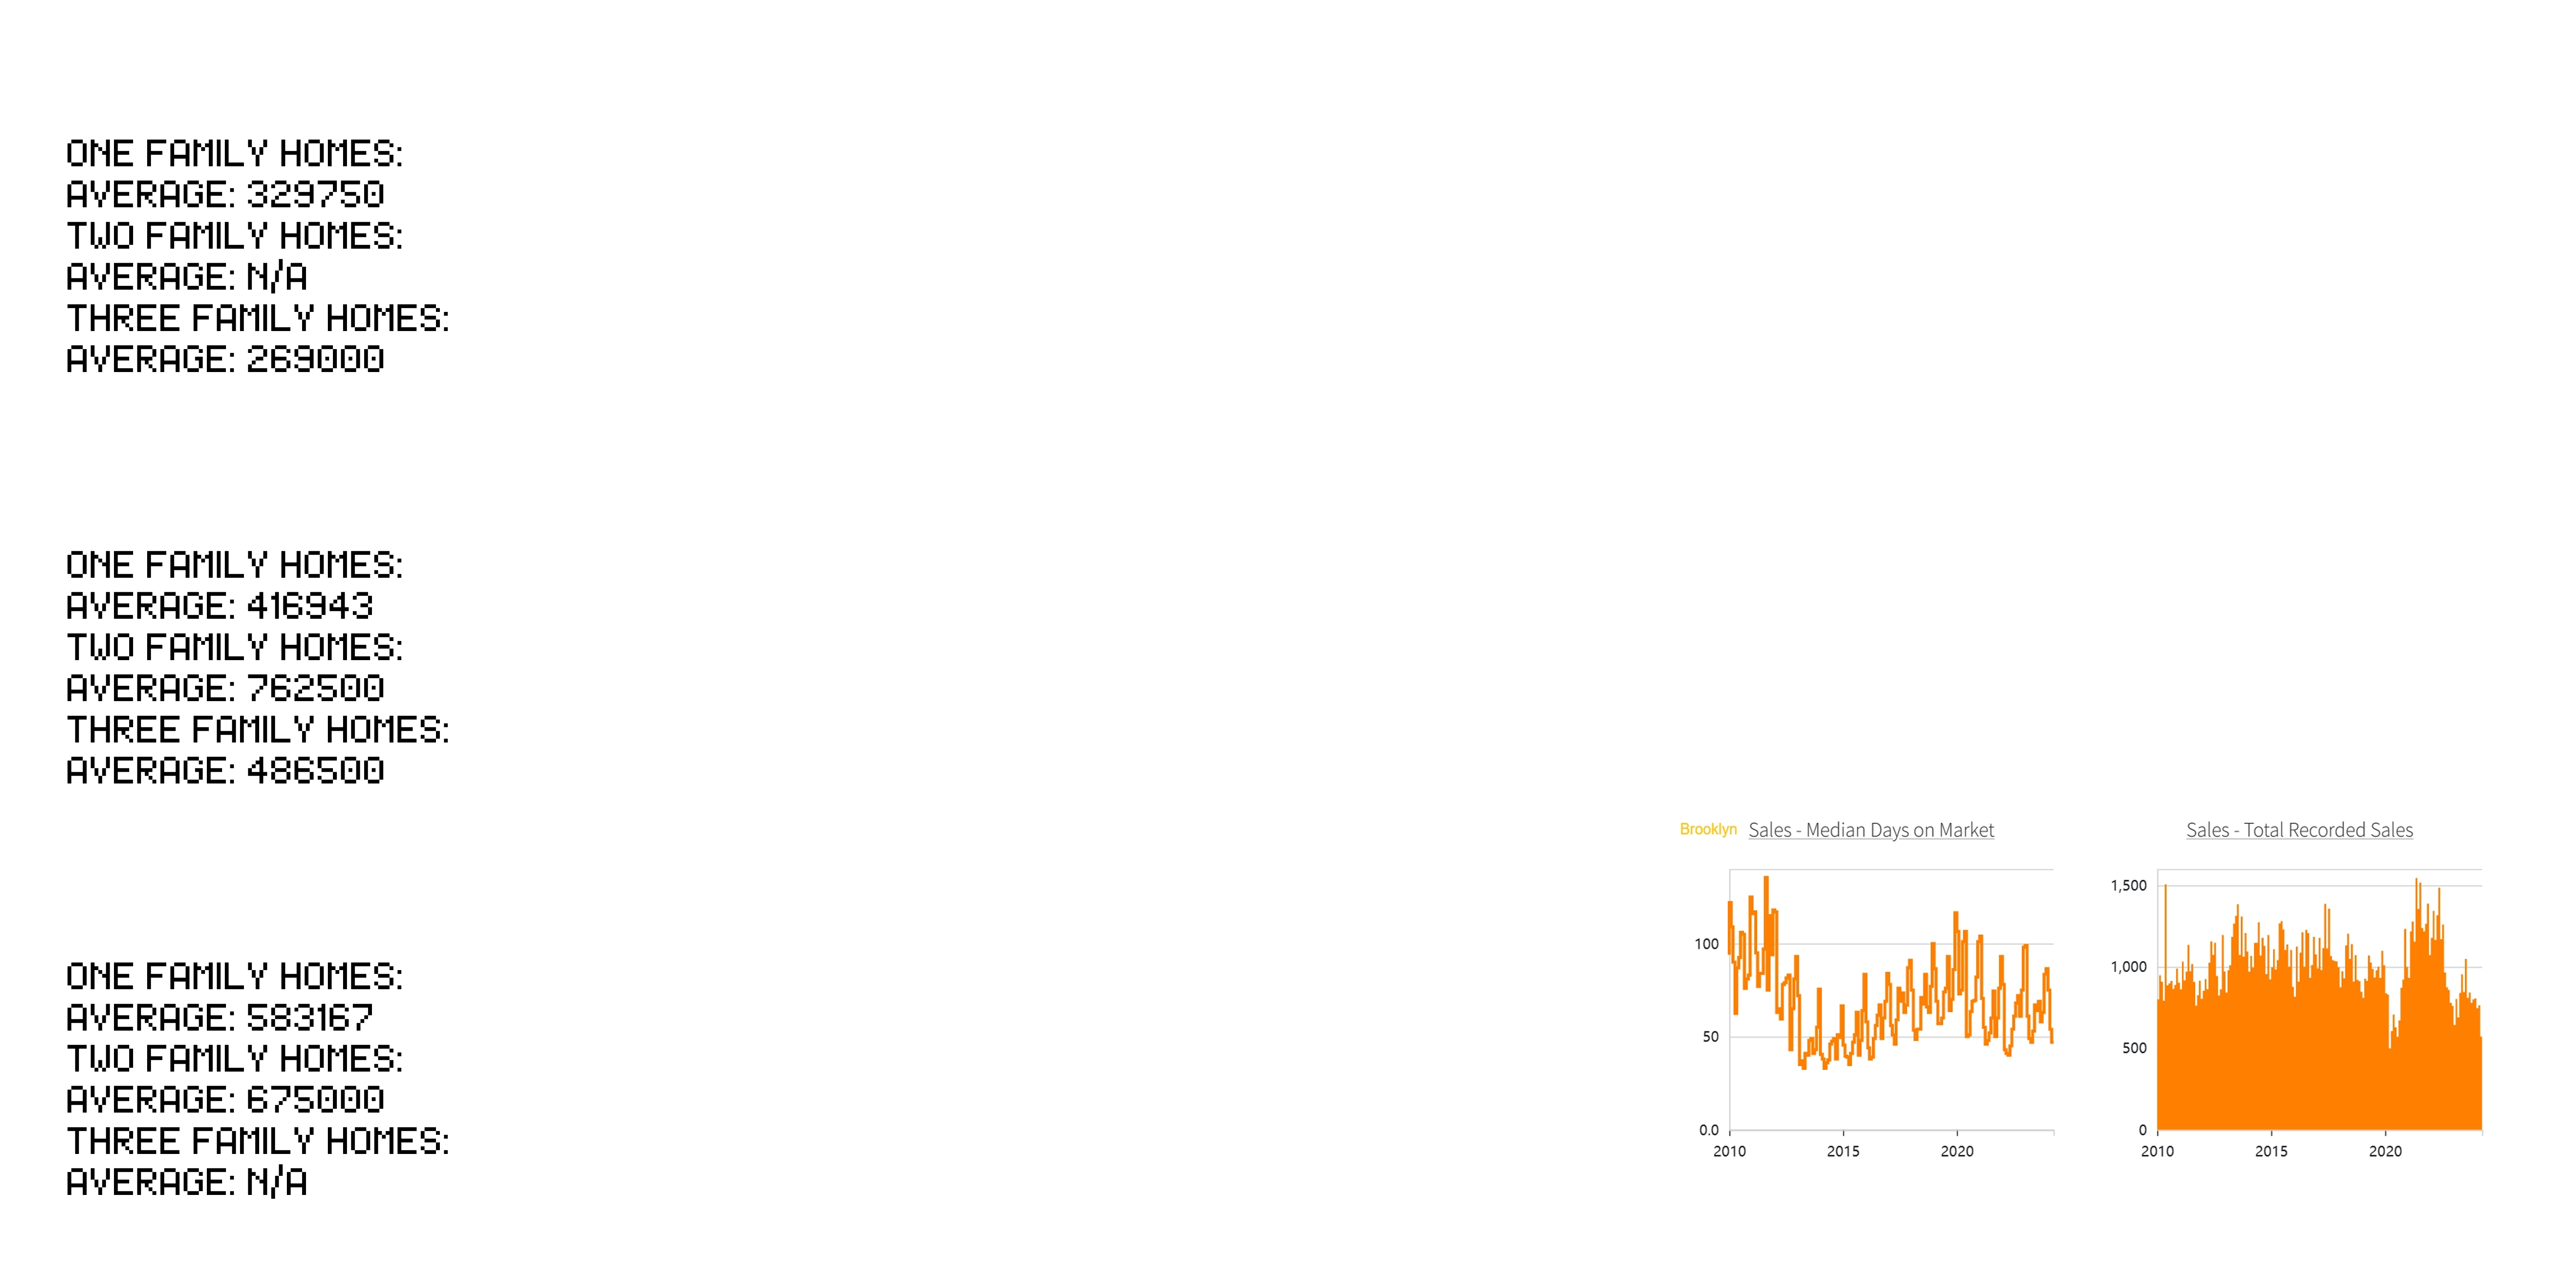 ONE FAMILY HOMES:
AVERAGE: 329750
TWO FAMILY HOMES:
AVERAGE: N/A
THREE FAMILY HOMES:
AVERAGE: 269000
ONE FAMILY HOMES:
AVERAGE: 416943
TWO FAMILY HOMES:
AVERAGE: 762500
THREE FAMILY HOMES:
AVERAGE: 486500
ONE FAMILY HOMES:
AVERAGE: 583167
TWO FAMILY HOMES:
AVERAGE: 675000
THREE FAMILY HOMES:
AVERAGE: N/A
Brooklyn Sales - Median Days on Market
100
50
0.0
2010 2015 2020
Sales - Total Recorded Sales
1,500
1,000
500
0
2010 2015 2020